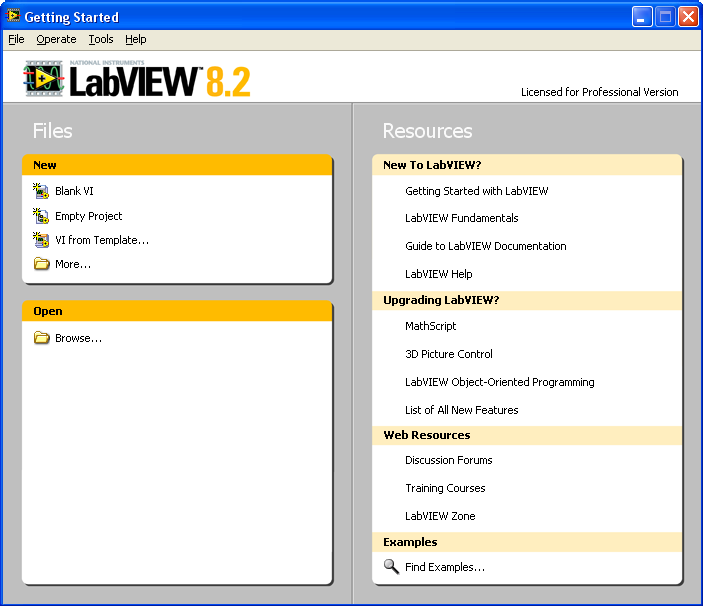 Getting Started
File Operate Tools Help
NATIONAL INSTRUMENTS
LabVIEW™ 8.2
Licensed for Professional Version
Files
New
Blank VI
Empty Project
VI from Template...
More...
Open
Browse...
Resources
New To LabVIEW?
Getting Started with LabVIEW
LabVIEW Fundamentals
Guide to LabVIEW Documentation
LabVIEW Help
Upgrading LabVIEW?
MathScript
3D Picture Control
LabVIEW Object-Oriented Programming
List of All New Features
Web Resources
Discussion Forums
Training Courses
LabVIEW Zone
Examples
Find Examples...